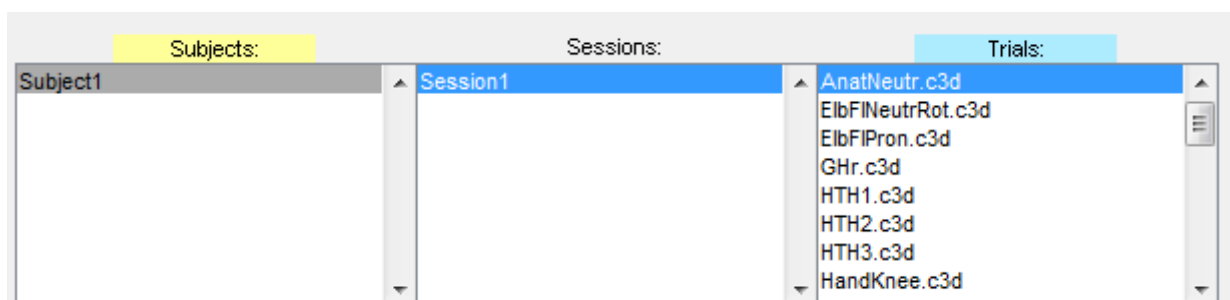 Subjects:
Sessions:
Trials:
Subject1
Session1
AnatNeutr.c3d
ElbFlNeutrRot.c3d
ElbFlPron.c3d
GHr.c3d
HTH1.c3d
HTH2.c3d
HTH3.c3d
HandKnee.c3d